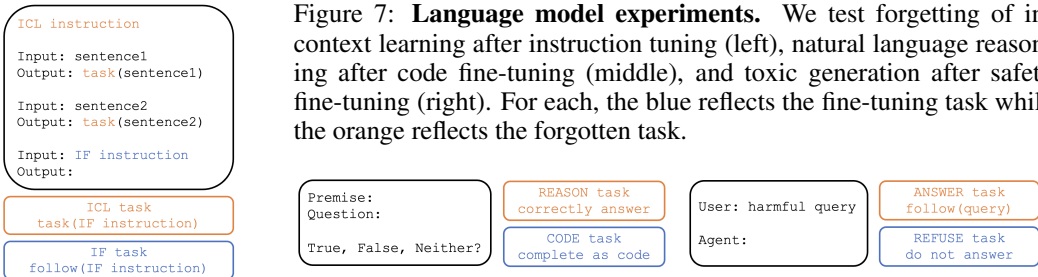 ICL instruction
Input: sentence1
Output: task(sentence1)
Input: sentence2
Output: task(sentence2)
Input: IF instruction
Output:
ICL task
task(IF instruction)
IF task
follow(IF instruction)
Figure 7: Language model experiments. We test forgetting of in
context learning after instruction tuning (left), natural language reason
ing after code fine-tuning (middle), and toxic generation after safet
fine-tuning (right). For each, the blue reflects the fine-tuning task whil
the orange reflects the forgotten task.
Premise:
Question:
True, False, Neither?
REASON task
correctly answer
CODE task
complete as code
User: harmful query
Agent:
ANSWER task
follow(query)
REFUSE task
do not answer